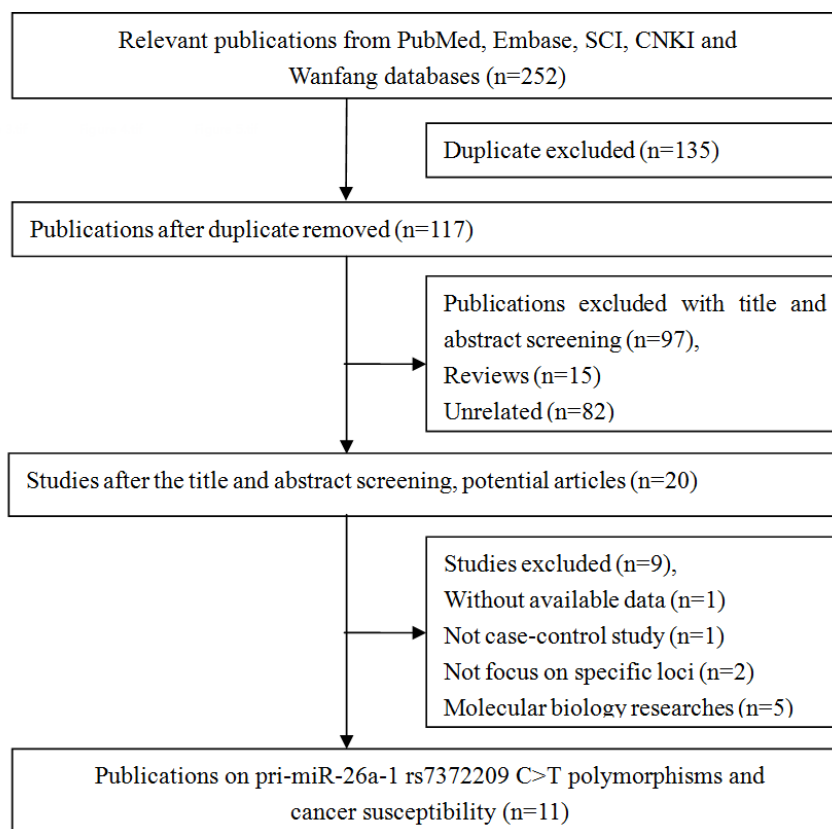 Relevant publications from PubMed, Embase, SCI, CNKI and
Wanfang databases (n=252)
Duplicate excluded (n=135)
Publications after duplicate removed (n=117)
Publications excluded with title and
abstract screening (n=97),
Reviews (n=15)
Unrelated (n=82)
Studies after the title and abstract screening, potential articles (n=20)
Studies excluded (n=9),
Without available data (n=1)
Not case-control study (n=1)
Not focus on specific loci (n=2)
Molecular biology researches (n=5)
Publications on pri-miR-26a-1 rs7372209 C>T polymorphisms and
cancer susceptibility (n=11)